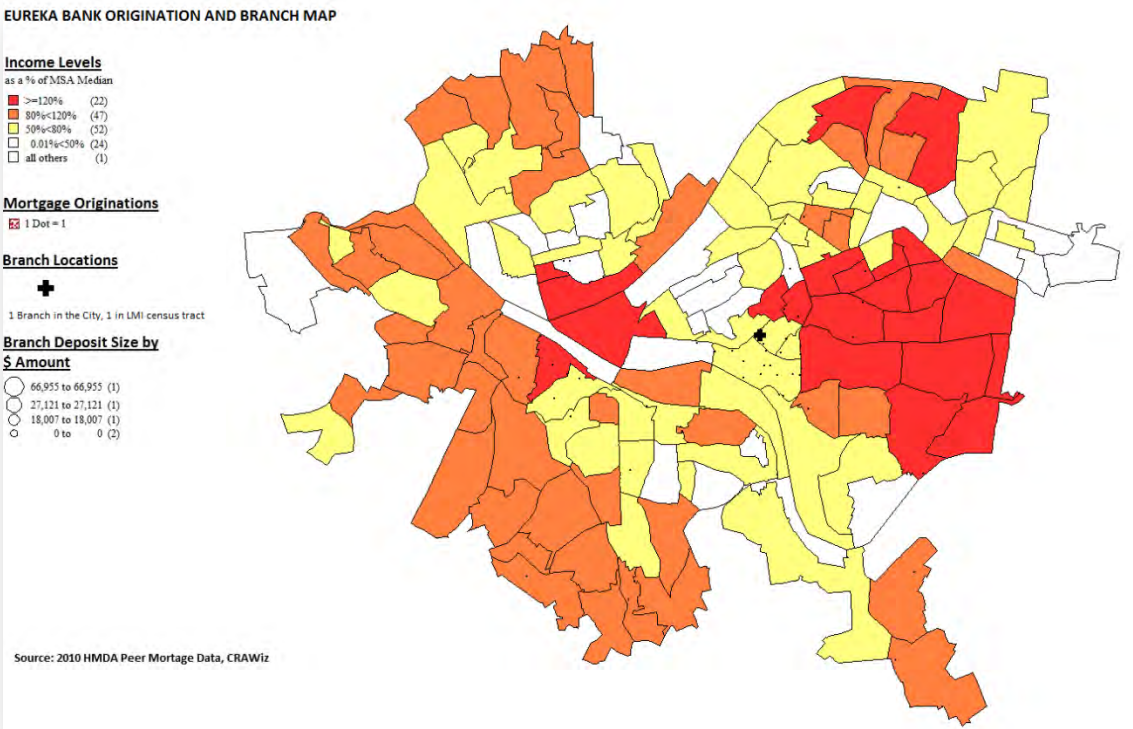 EUREKA BANK ORIGINATION AND BRANCH MAP
Income Levels
as a % of MSA Median
>=120% (22)
80%<120% (47)
50%<80% (52)
0.01%<50% (24)
all others (1)
Mortgage Originations
1 Dot = 1
Branch Locations
1 Branch in the City, 1 in LMI census tract
Branch Deposit Size by
$ Amount
66,955 to 66,955 (1)
27,121 to 27,121 (1)
18,007 to 18,007 (1)
0 to 0 (2)
Source: 2010 HMDA Peer Mortage Data, CRAWiz